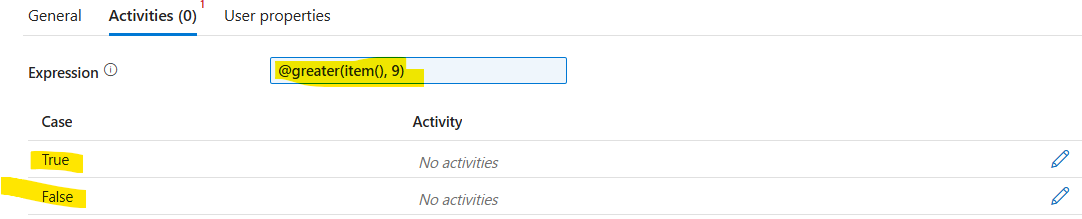 General Activities (0) 1 User properties
Expression @greater(item(), 9)
Case Activity
True No activities
False No activities